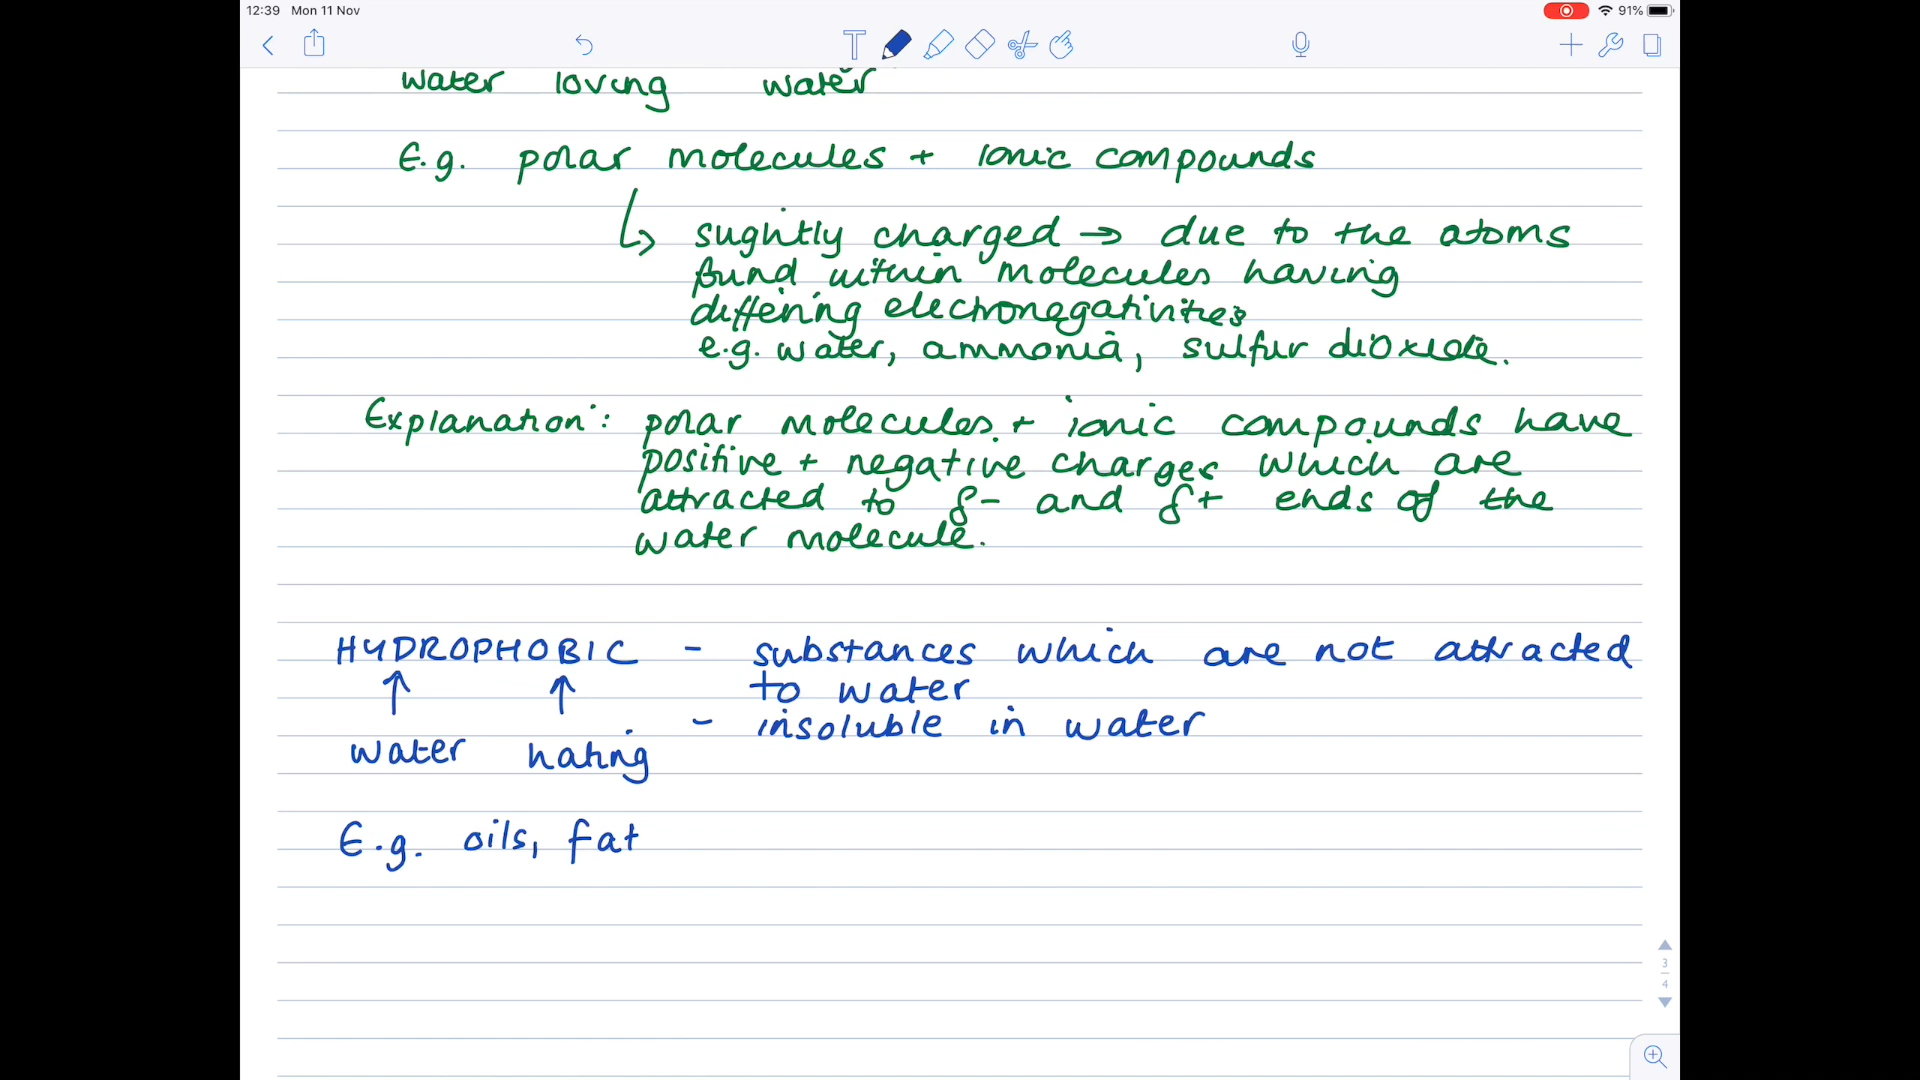 12:39 Mon 11 Nov
91%
T
water loving water
E.g. polar molecules + ionic compounds
↳ slightly charged → due to the atoms
found within molecules having
differing electronegativities
e.g. water, ammonia, sulfur dioxide.
Explanation: polar molecules + ionic compounds have
positive + negative charges which are
attracted to δ- and δ+ ends of the
water molecule.
HYDROPHOBIC - substances which are not attracted
to water
↑ ↑
- insoluble in water
water hating
E.g. oils, fat
3
4